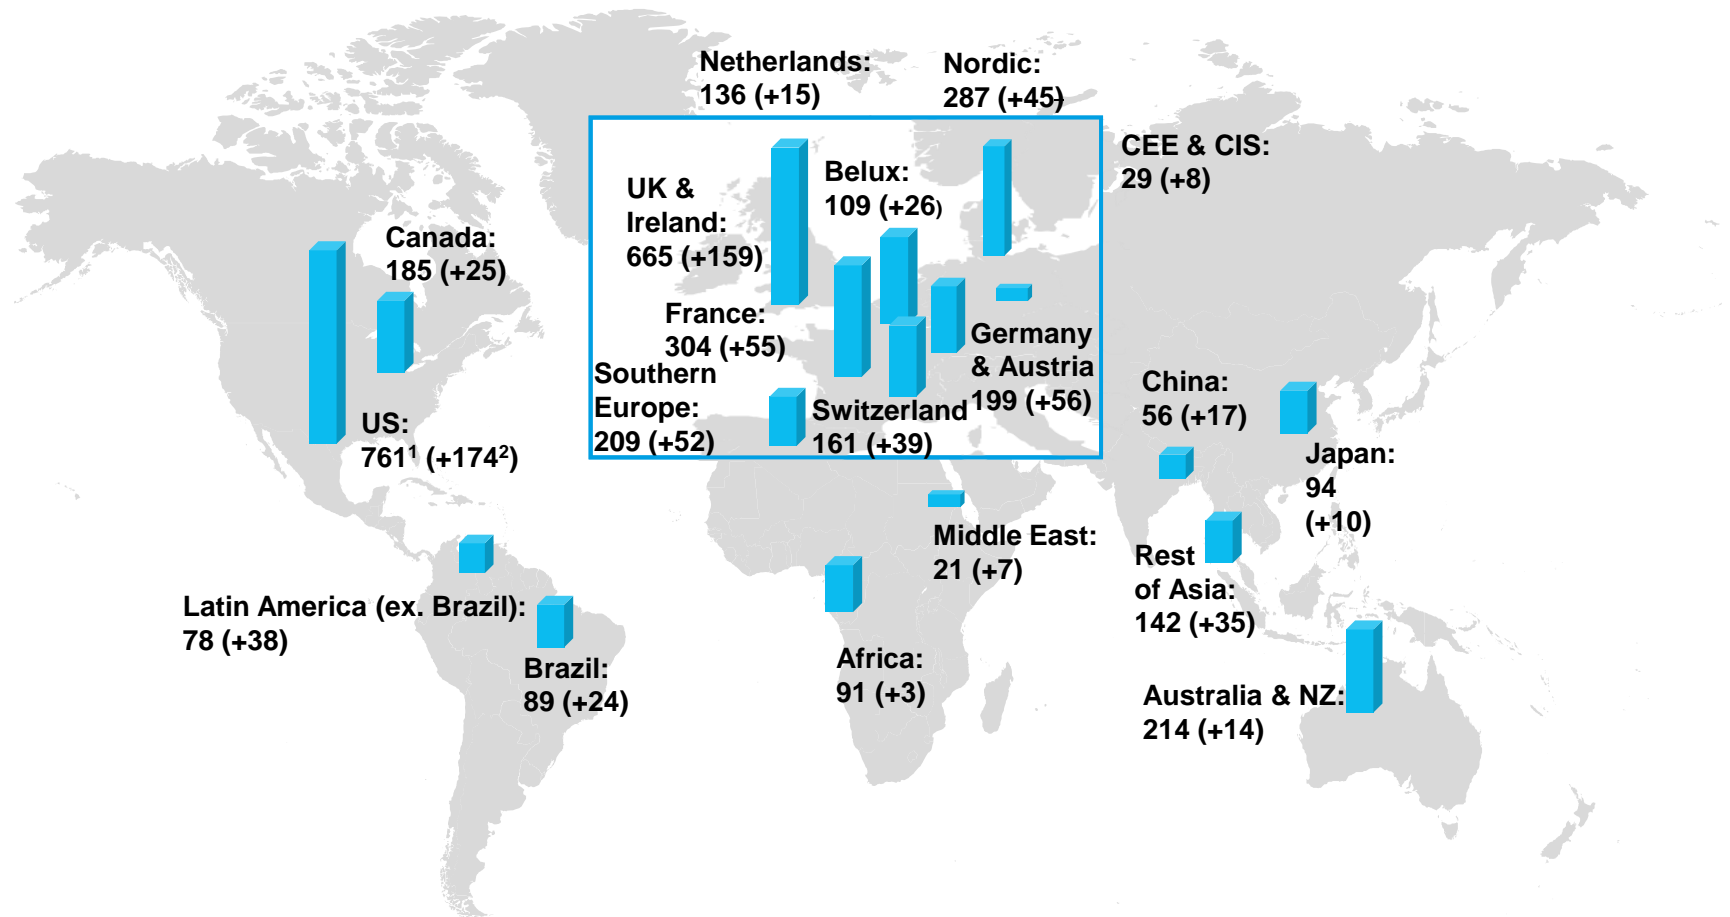 Netherlands:
136 (+15)
Nordic:
287 (+45)
CEE & CIS:
29 (+8)
UK &
Ireland:
665 (+159)
Belux:
109 (+26)
Canada:
185 (+25)
France:
304 (+55)
Germany
& Austria
199 (+56)
Southern
Europe:
209 (+52)
Switzerland
161 (+39)
US:
761¹ (+174²)
China:
56 (+17)
Japan:
94
(+10)
Middle East:
21 (+7)
Rest
of Asia:
142 (+35)
Latin America (ex. Brazil):
78 (+38)
Brazil:
89 (+24)
Africa:
91 (+3)
Australia & NZ:
214 (+14)